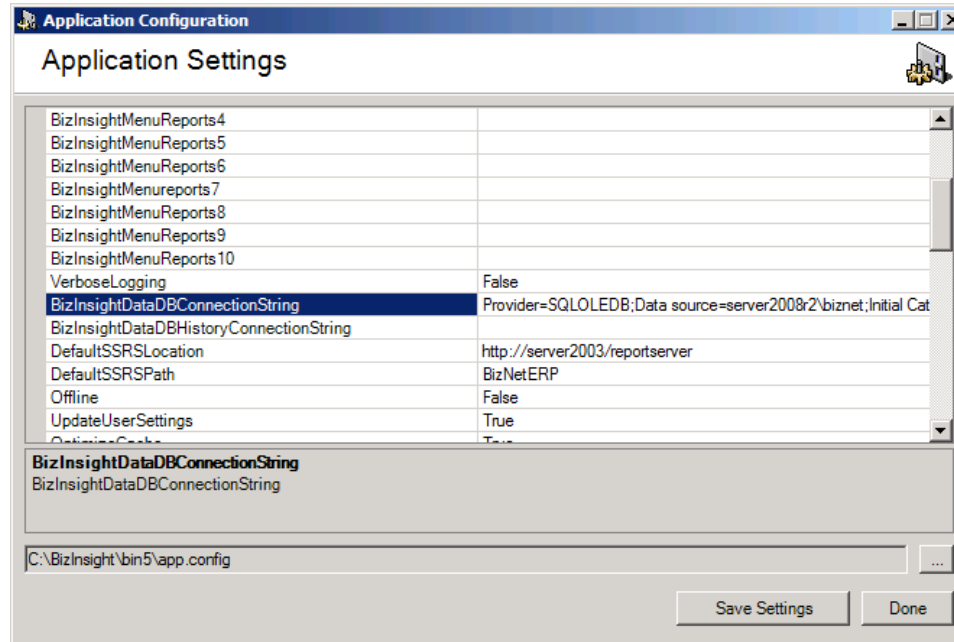 Application Configuration
Application Settings
BizInsightMenuReports4
BizInsightMenuReports5
BizInsightMenuReports6
BizInsightMenureports7
BizInsightMenuReports8
BizInsightMenuReports9
BizInsightMenuReports10
VerboseLogging False
BizInsightDataDBConnectionString Provider=SQLOLEDB;Data source=server2008r2\biznet;Initial Cat
BizInsightDataDBHistoryConnectionString
DefaultSSRSLocation http://server2003/reportserver
DefaultSSRSPath BizNetERP
Offline False
UpdateUserSettings True
OptimizeCache True
BizInsightDataDBConnectionString
BizInsightDataDBConnectionString
C:\BizInsight\bin5\app.config ...
Save Settings Done